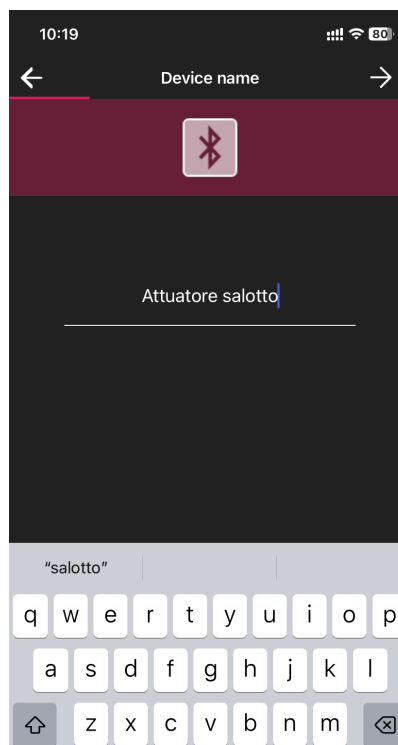 10:19
80
Device name
Attuatore salotto
“salotto”
q w e r t y u i o p
a s d f g h j k l
z x c v b n m